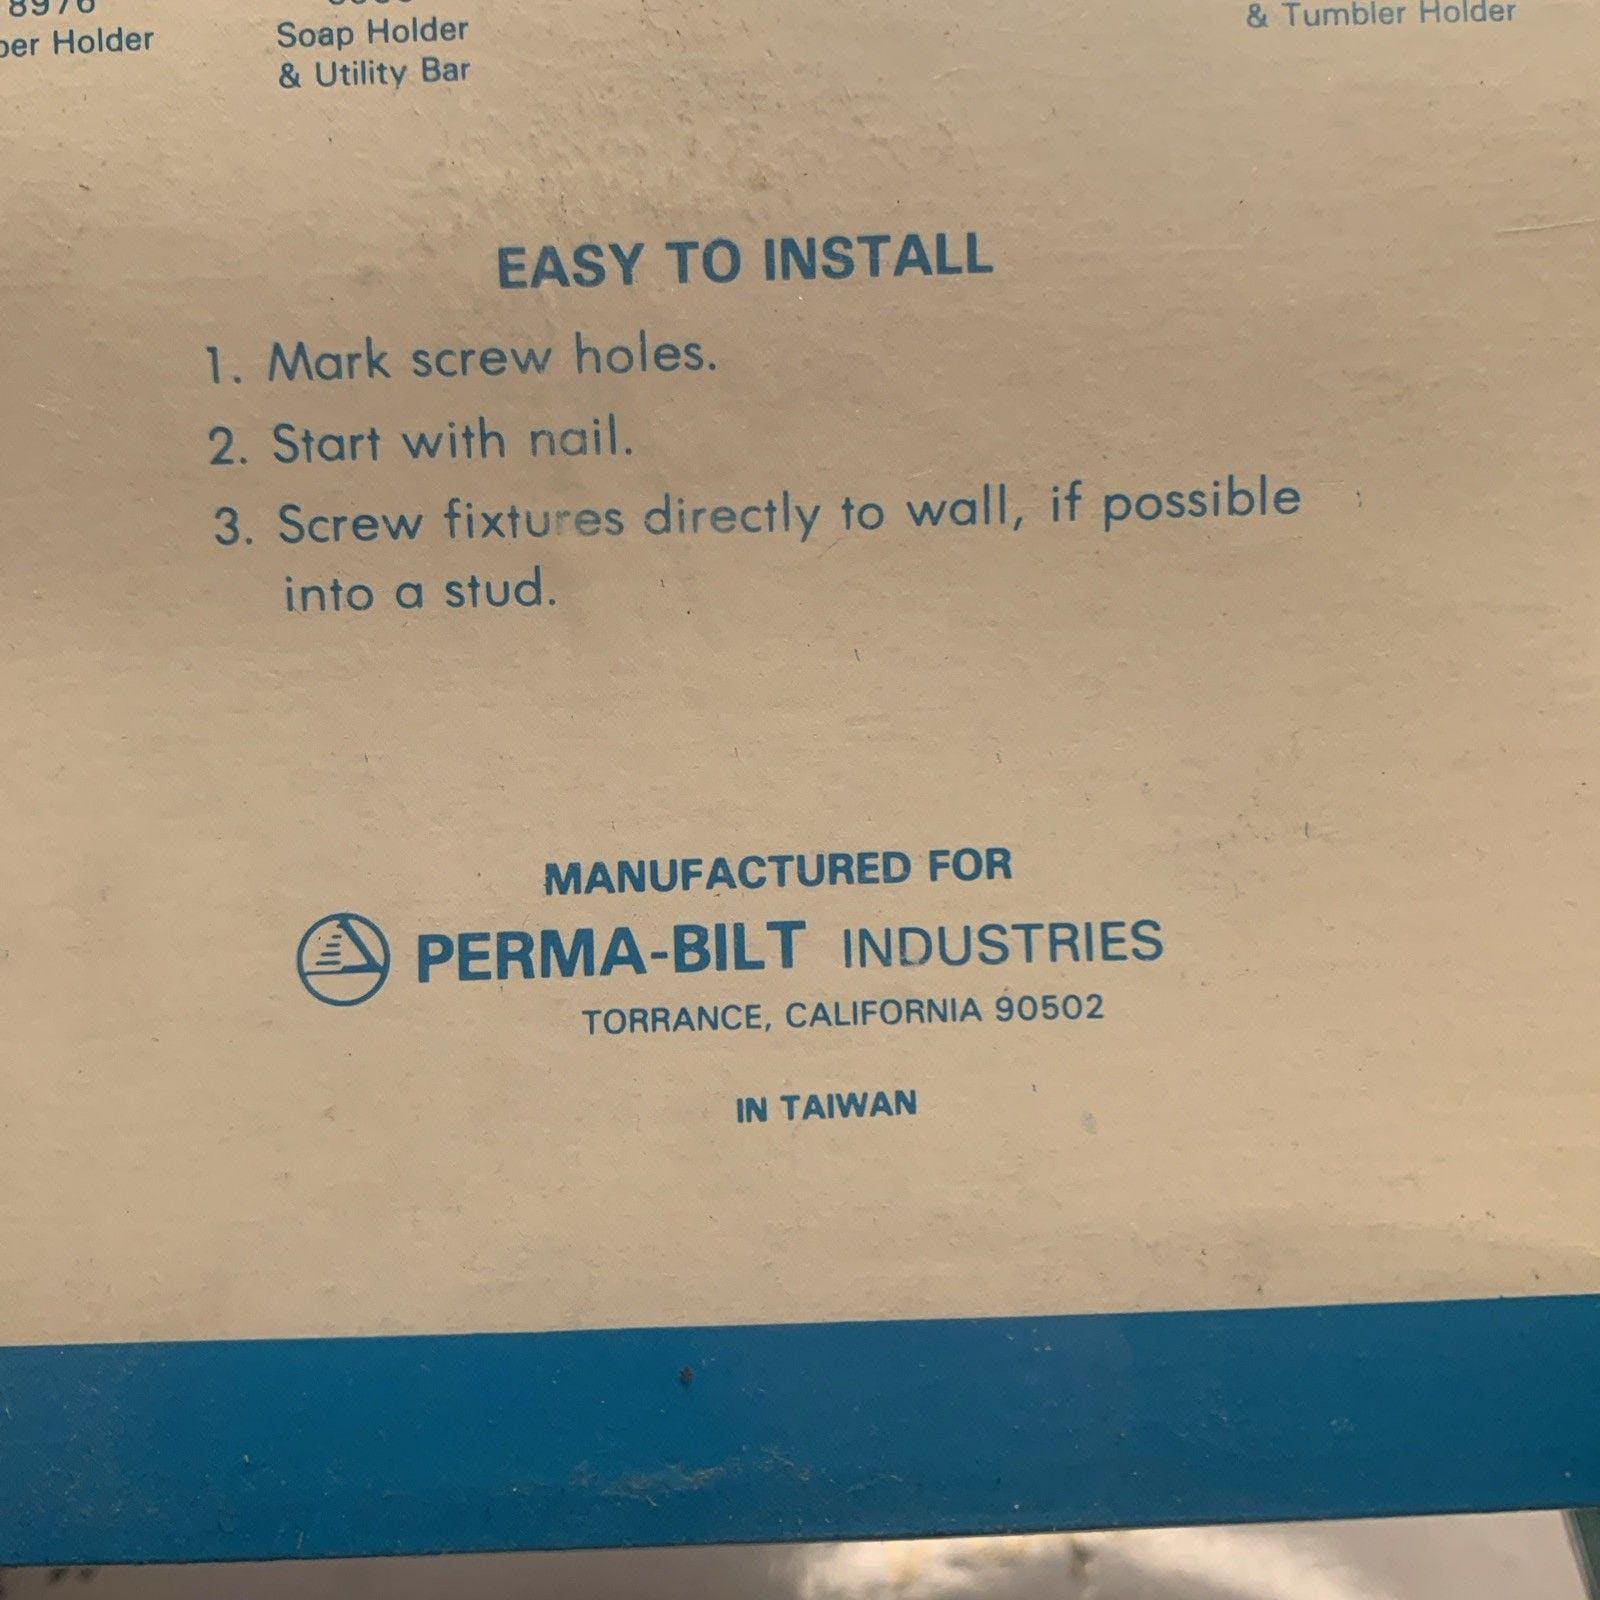 8976
Holder
Soap Holder
& Utility Bar
& Tumbler Holder
EASY TO INSTALL
1. Mark screw holes.
2. Start with nail.
3. Screw fixtures directly to wall, if possible
into a stud.
MANUFACTURED FOR
PERMA-BILT INDUSTRIES
TORRANCE, CALIFORNIA 90502
IN TAIWAN